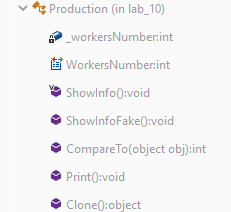 Production (in lab_10)
_workersNumber:int
WorkersNumber:int
ShowInfo():void
ShowInfoFake():void
CompareTo(object obj):int
Print():void
Clone():object